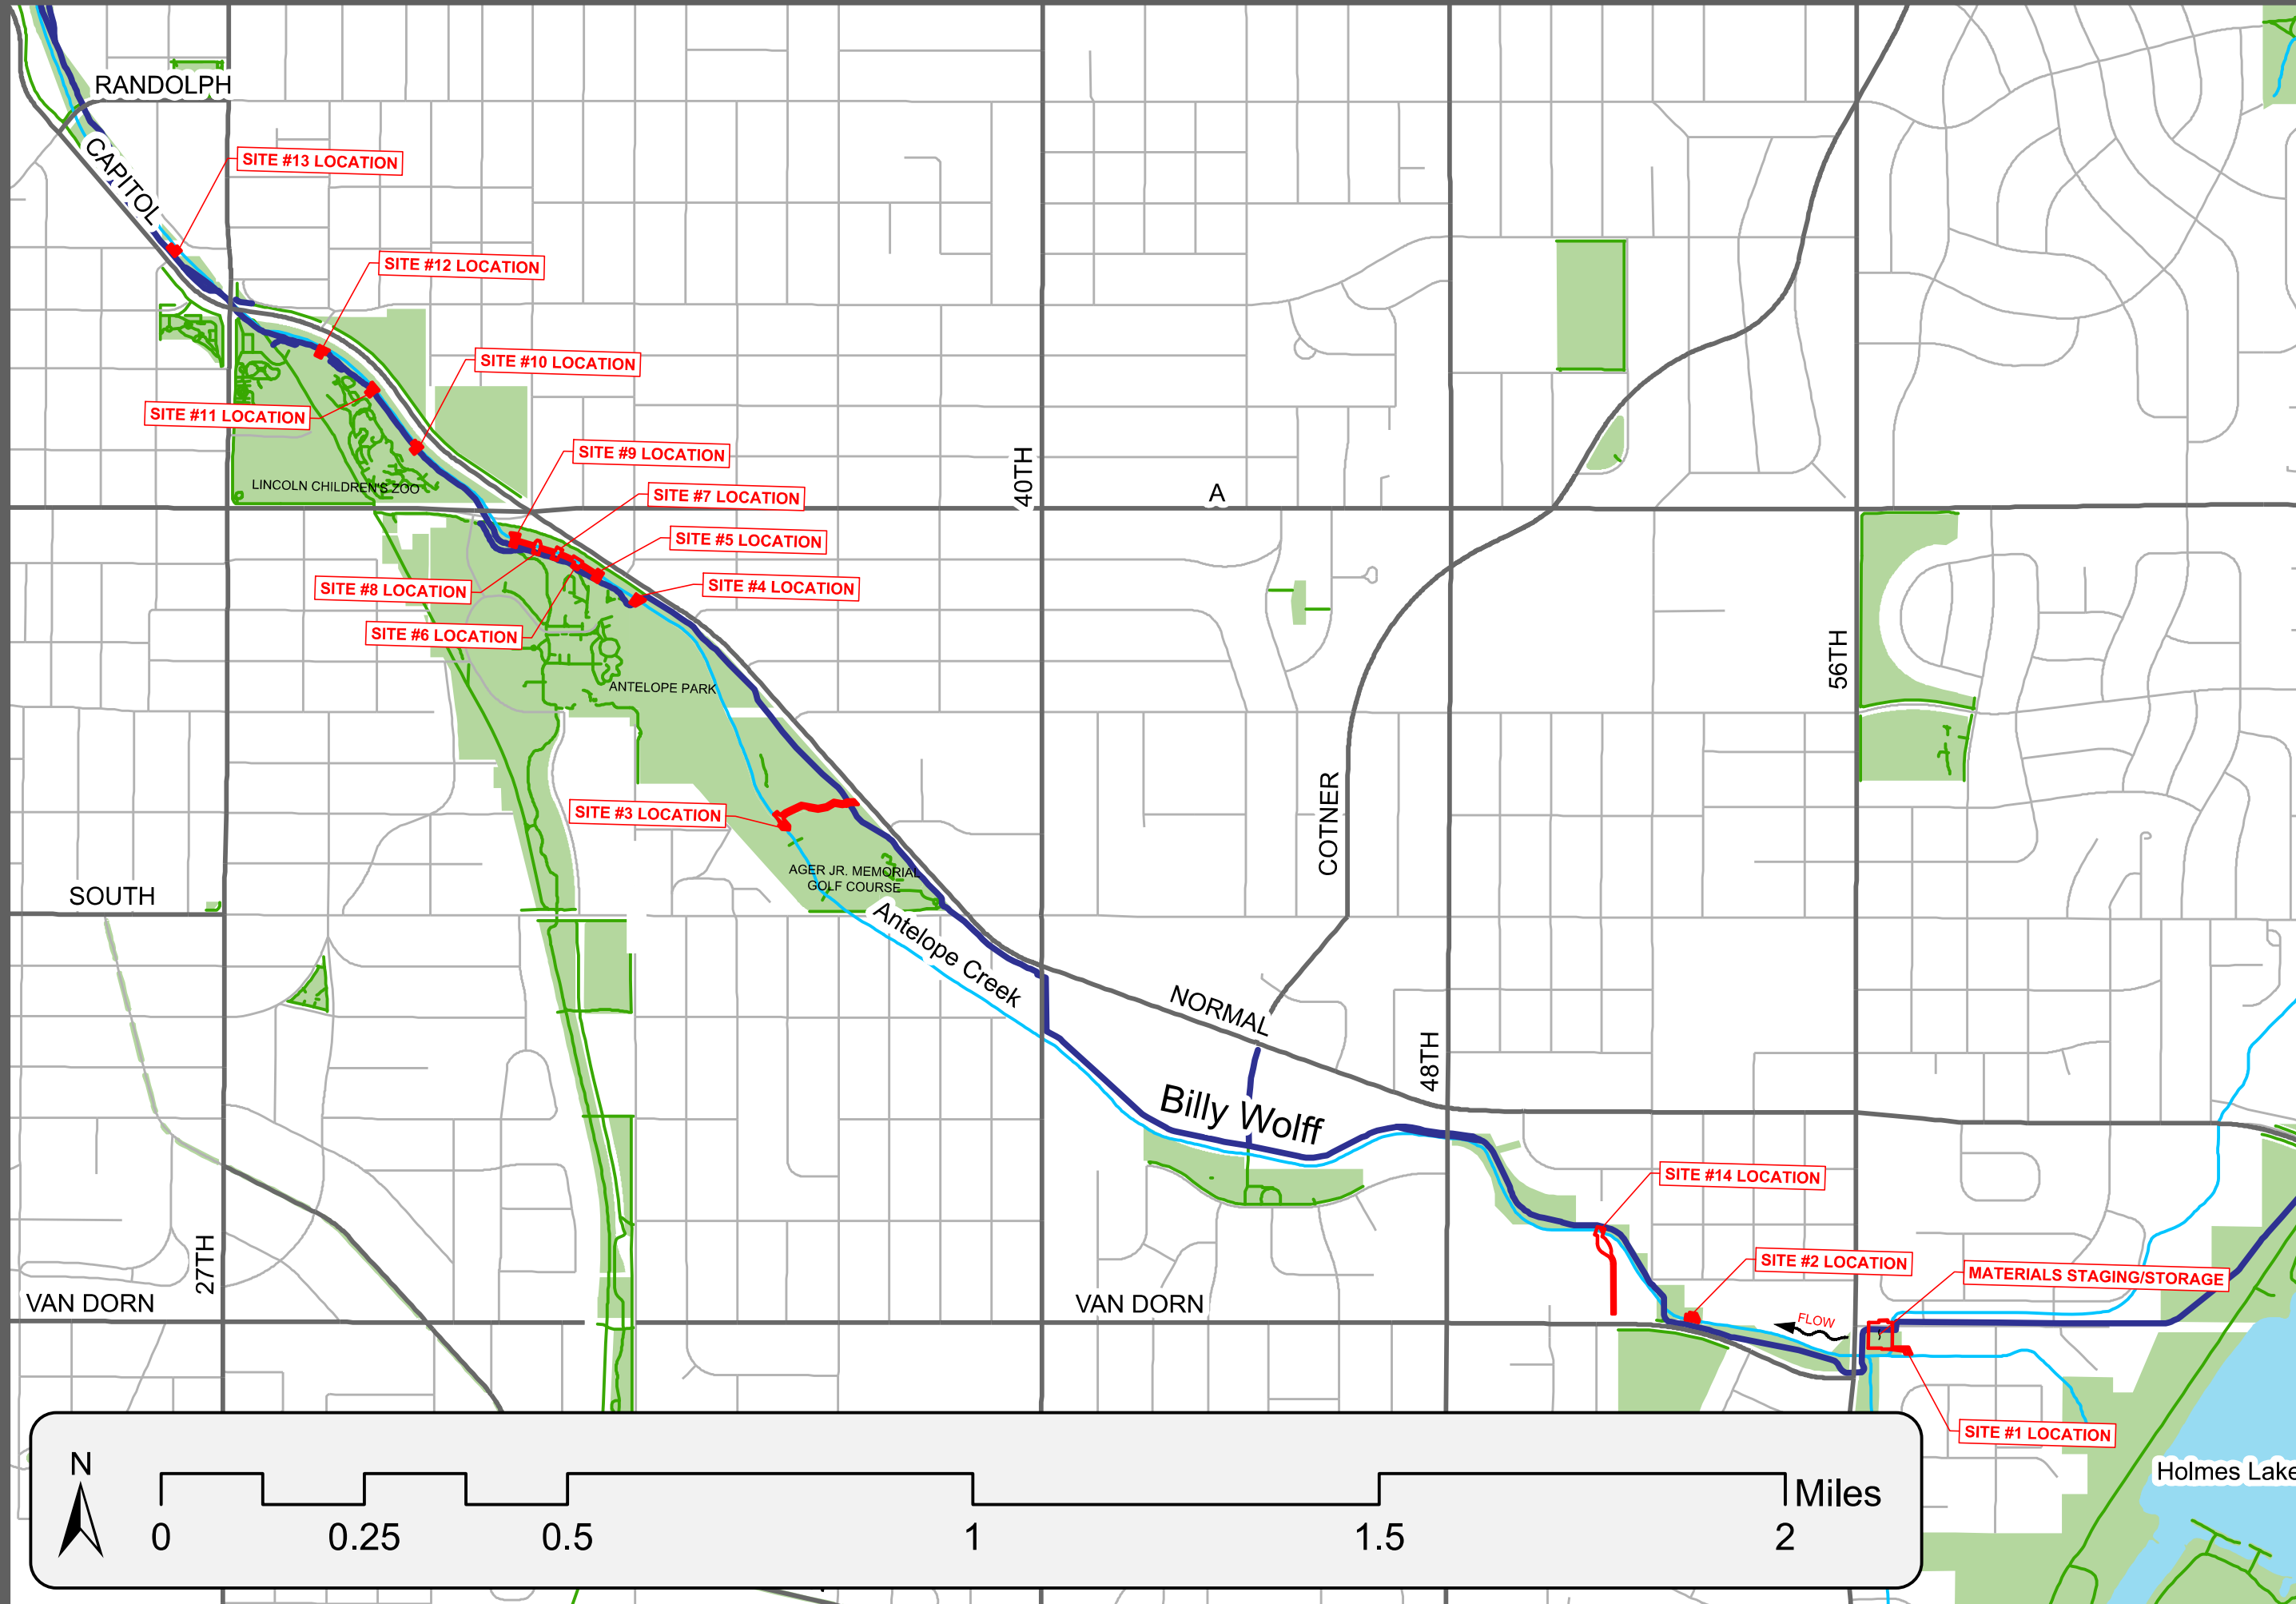 RANDOLPH
CAPITOL
SITE #13 LOCATION
SITE #12 LOCATION
SITE #10 LOCATION
SITE #11 LOCATION
SITE #9 LOCATION
LINCOLN CHILDREN'S ZOO
SITE #7 LOCATION
40TH
A
SITE #5 LOCATION
SITE #8 LOCATION
SITE #4 LOCATION
SITE #6 LOCATION
56TH
ANTELOPE PARK
COTNER
SITE #3 LOCATION
AGER JR. MEMORIAL
GOLF COURSE
SOUTH
Antelope Creek
NORMAL
48TH
Billy Wolff
SITE #14 LOCATION
27TH
SITE #2 LOCATION
MATERIALS STAGING/STORAGE
VAN DORN
VAN DORN
FLOW
SITE #1 LOCATION
Holmes Lake
N
Miles
0
0.25
0.5
1
1.5
2